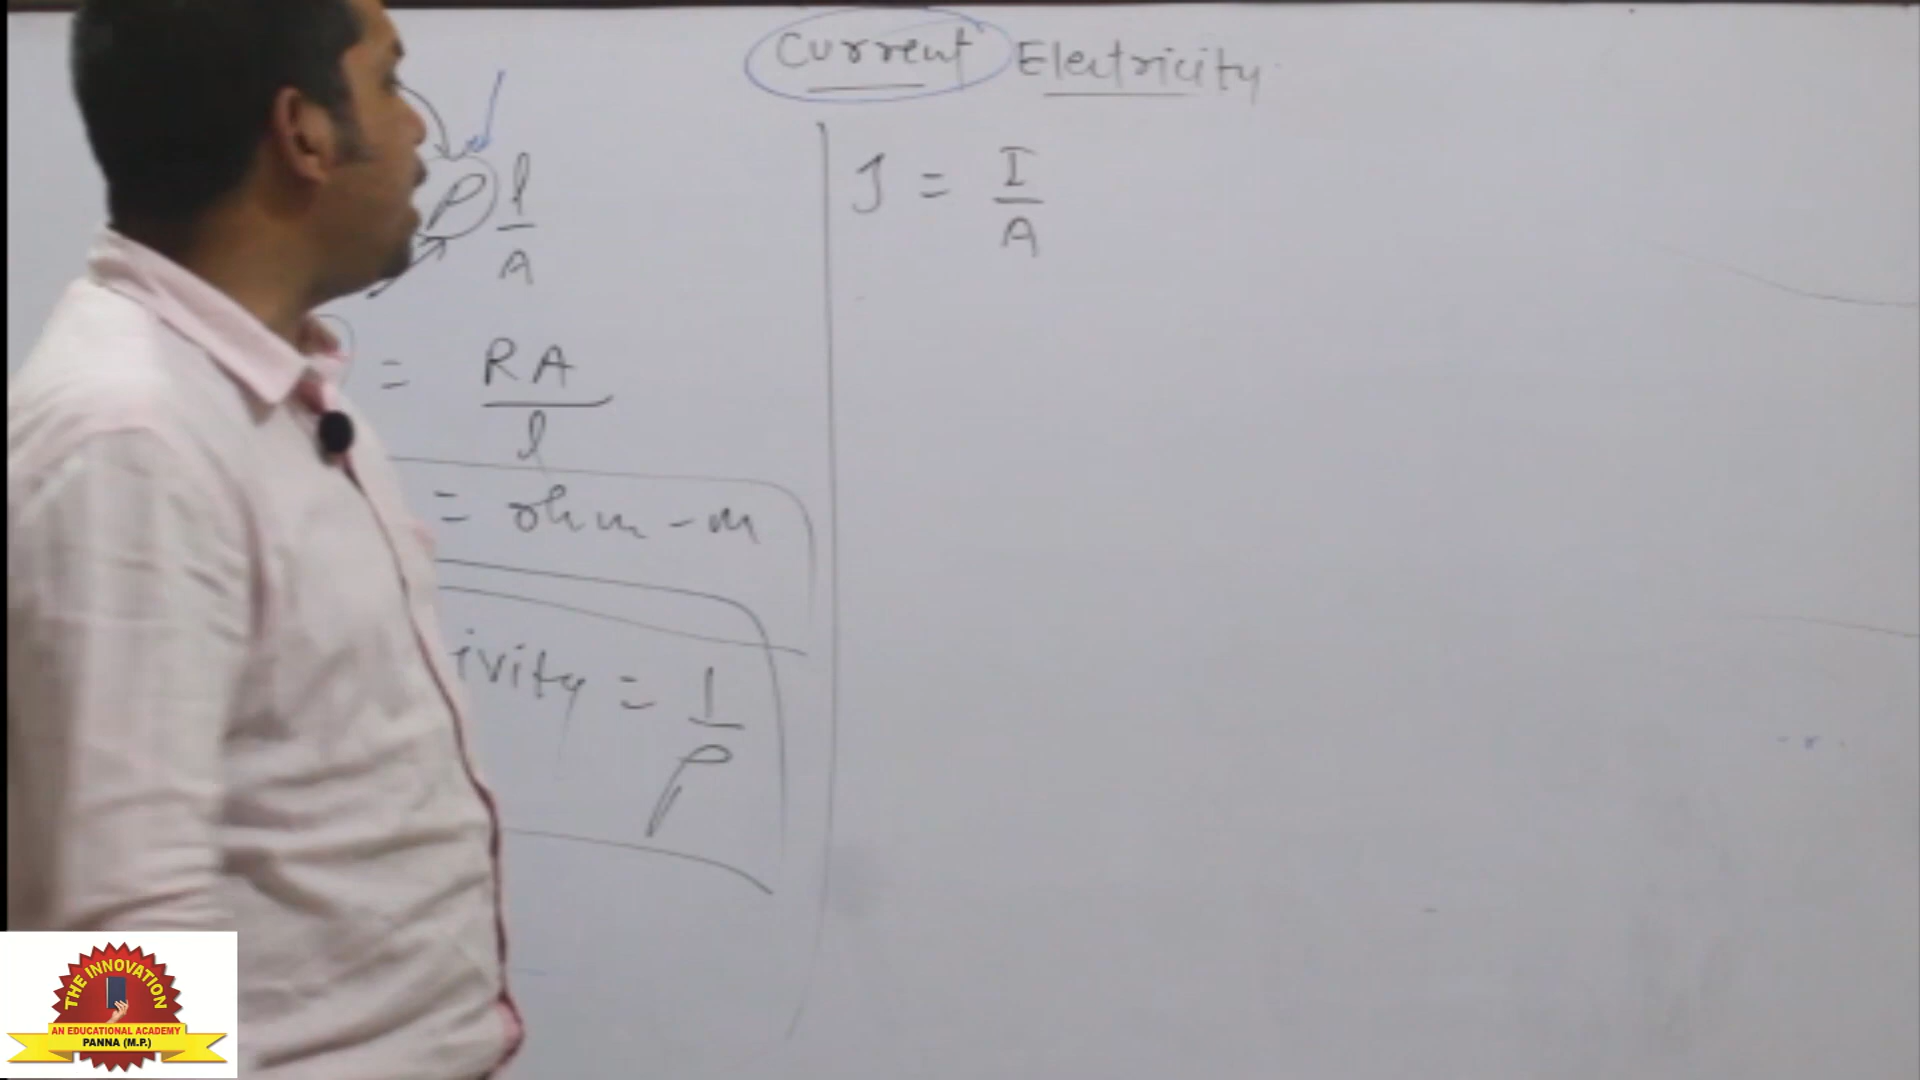 Current Electricity
ρ l
A
= RA
l
= ohm-m
ivity = 1
ρ
J = I
A
THE INNOVATION
AN EDUCATIONAL ACADEMY
PANNA (M.P.)